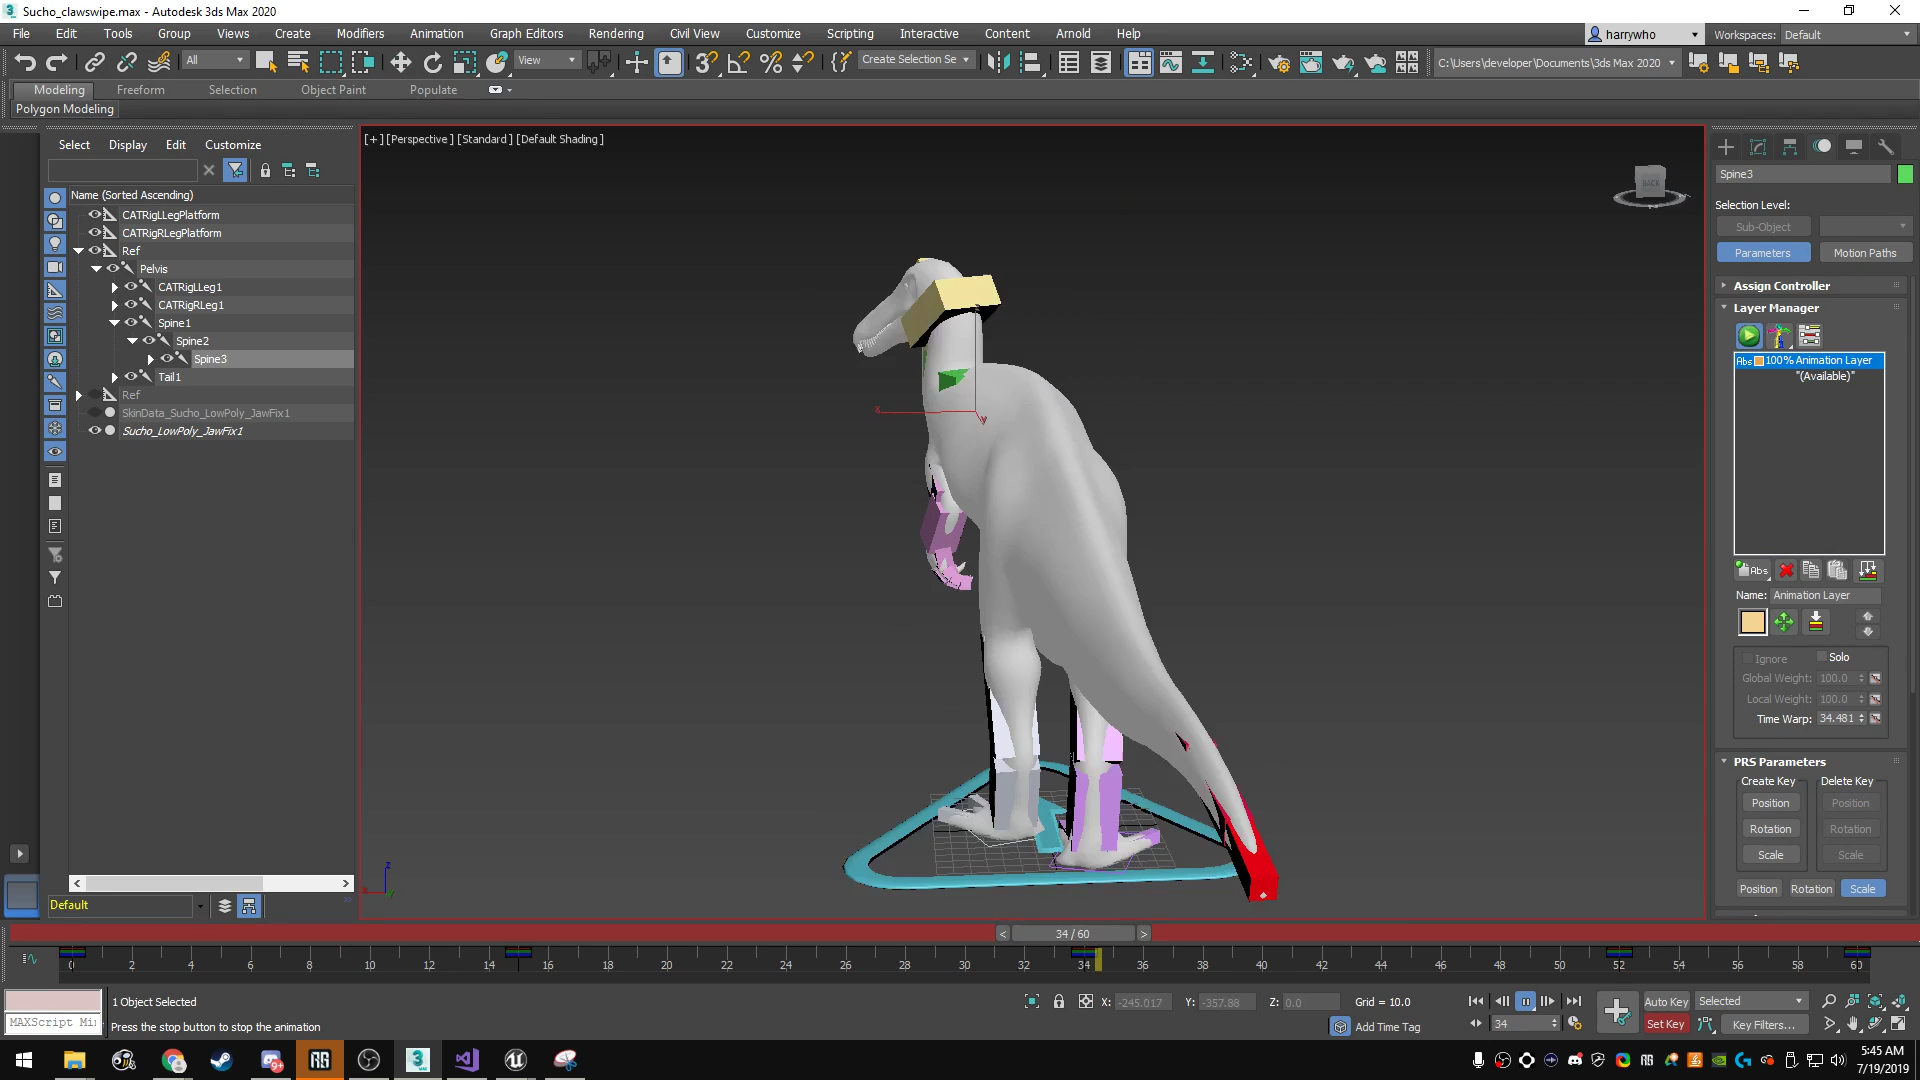 Sucho_clawswipe.max - Autodesk 3ds Max 2020
File Edit Tools Group Views Create Modifiers Animation Graph Editors Rendering Civil View Customize Scripting Interactive Content Arnold Help
harrywho Workspaces: Default
All View Create Selection Se C:\Users\developer\Documents\3ds Max 2020
Modeling Freeform Selection Object Paint Populate
Polygon Modeling
Select Display Edit Customize
[+] [Perspective] [Standard] [Default Shading]
Name (Sorted Ascending)
CATRigLLegPlatform
CATRigRLegPlatform
Ref
Pelvis
CATRigLLeg1
CATRigRLeg1
Spine1
Spine2
Spine3
Tail1
Ref
SkinData_Sucho_LowPoly_JawFix1
Sucho_LowPoly_JawFix1
Default
BACK
x
y
z
Spine3
Selection Level:
Sub-Object
Parameters Motion Paths
Assign Controller
Layer Manager
Abs 100% Animation Layer
"(Available)"
Abs
Name: Animation Layer
Ignore Solo
Global Weight: 100.0
Local Weight: 100.0
Time Warp: 34.481
PRS Parameters
Create Key Delete Key
Position Position
Rotation Rotation
Scale Scale
Position Rotation Scale
< 34 / 60 >
0 2 4 6 8 10 12 14 16 18 20 22 24 26 28 30 32 34 36 38 40 42 44 46 48 50 52 54 56 58 60
1 Object Selected X: -245.017 Y: -357.88 Z: 0.0 Grid = 10.0 Auto Key Selected
MAXScript Mi
Press the stop button to stop the animation Add Time Tag 34 Set Key Key Filters...
5:45 AM
7/19/2019